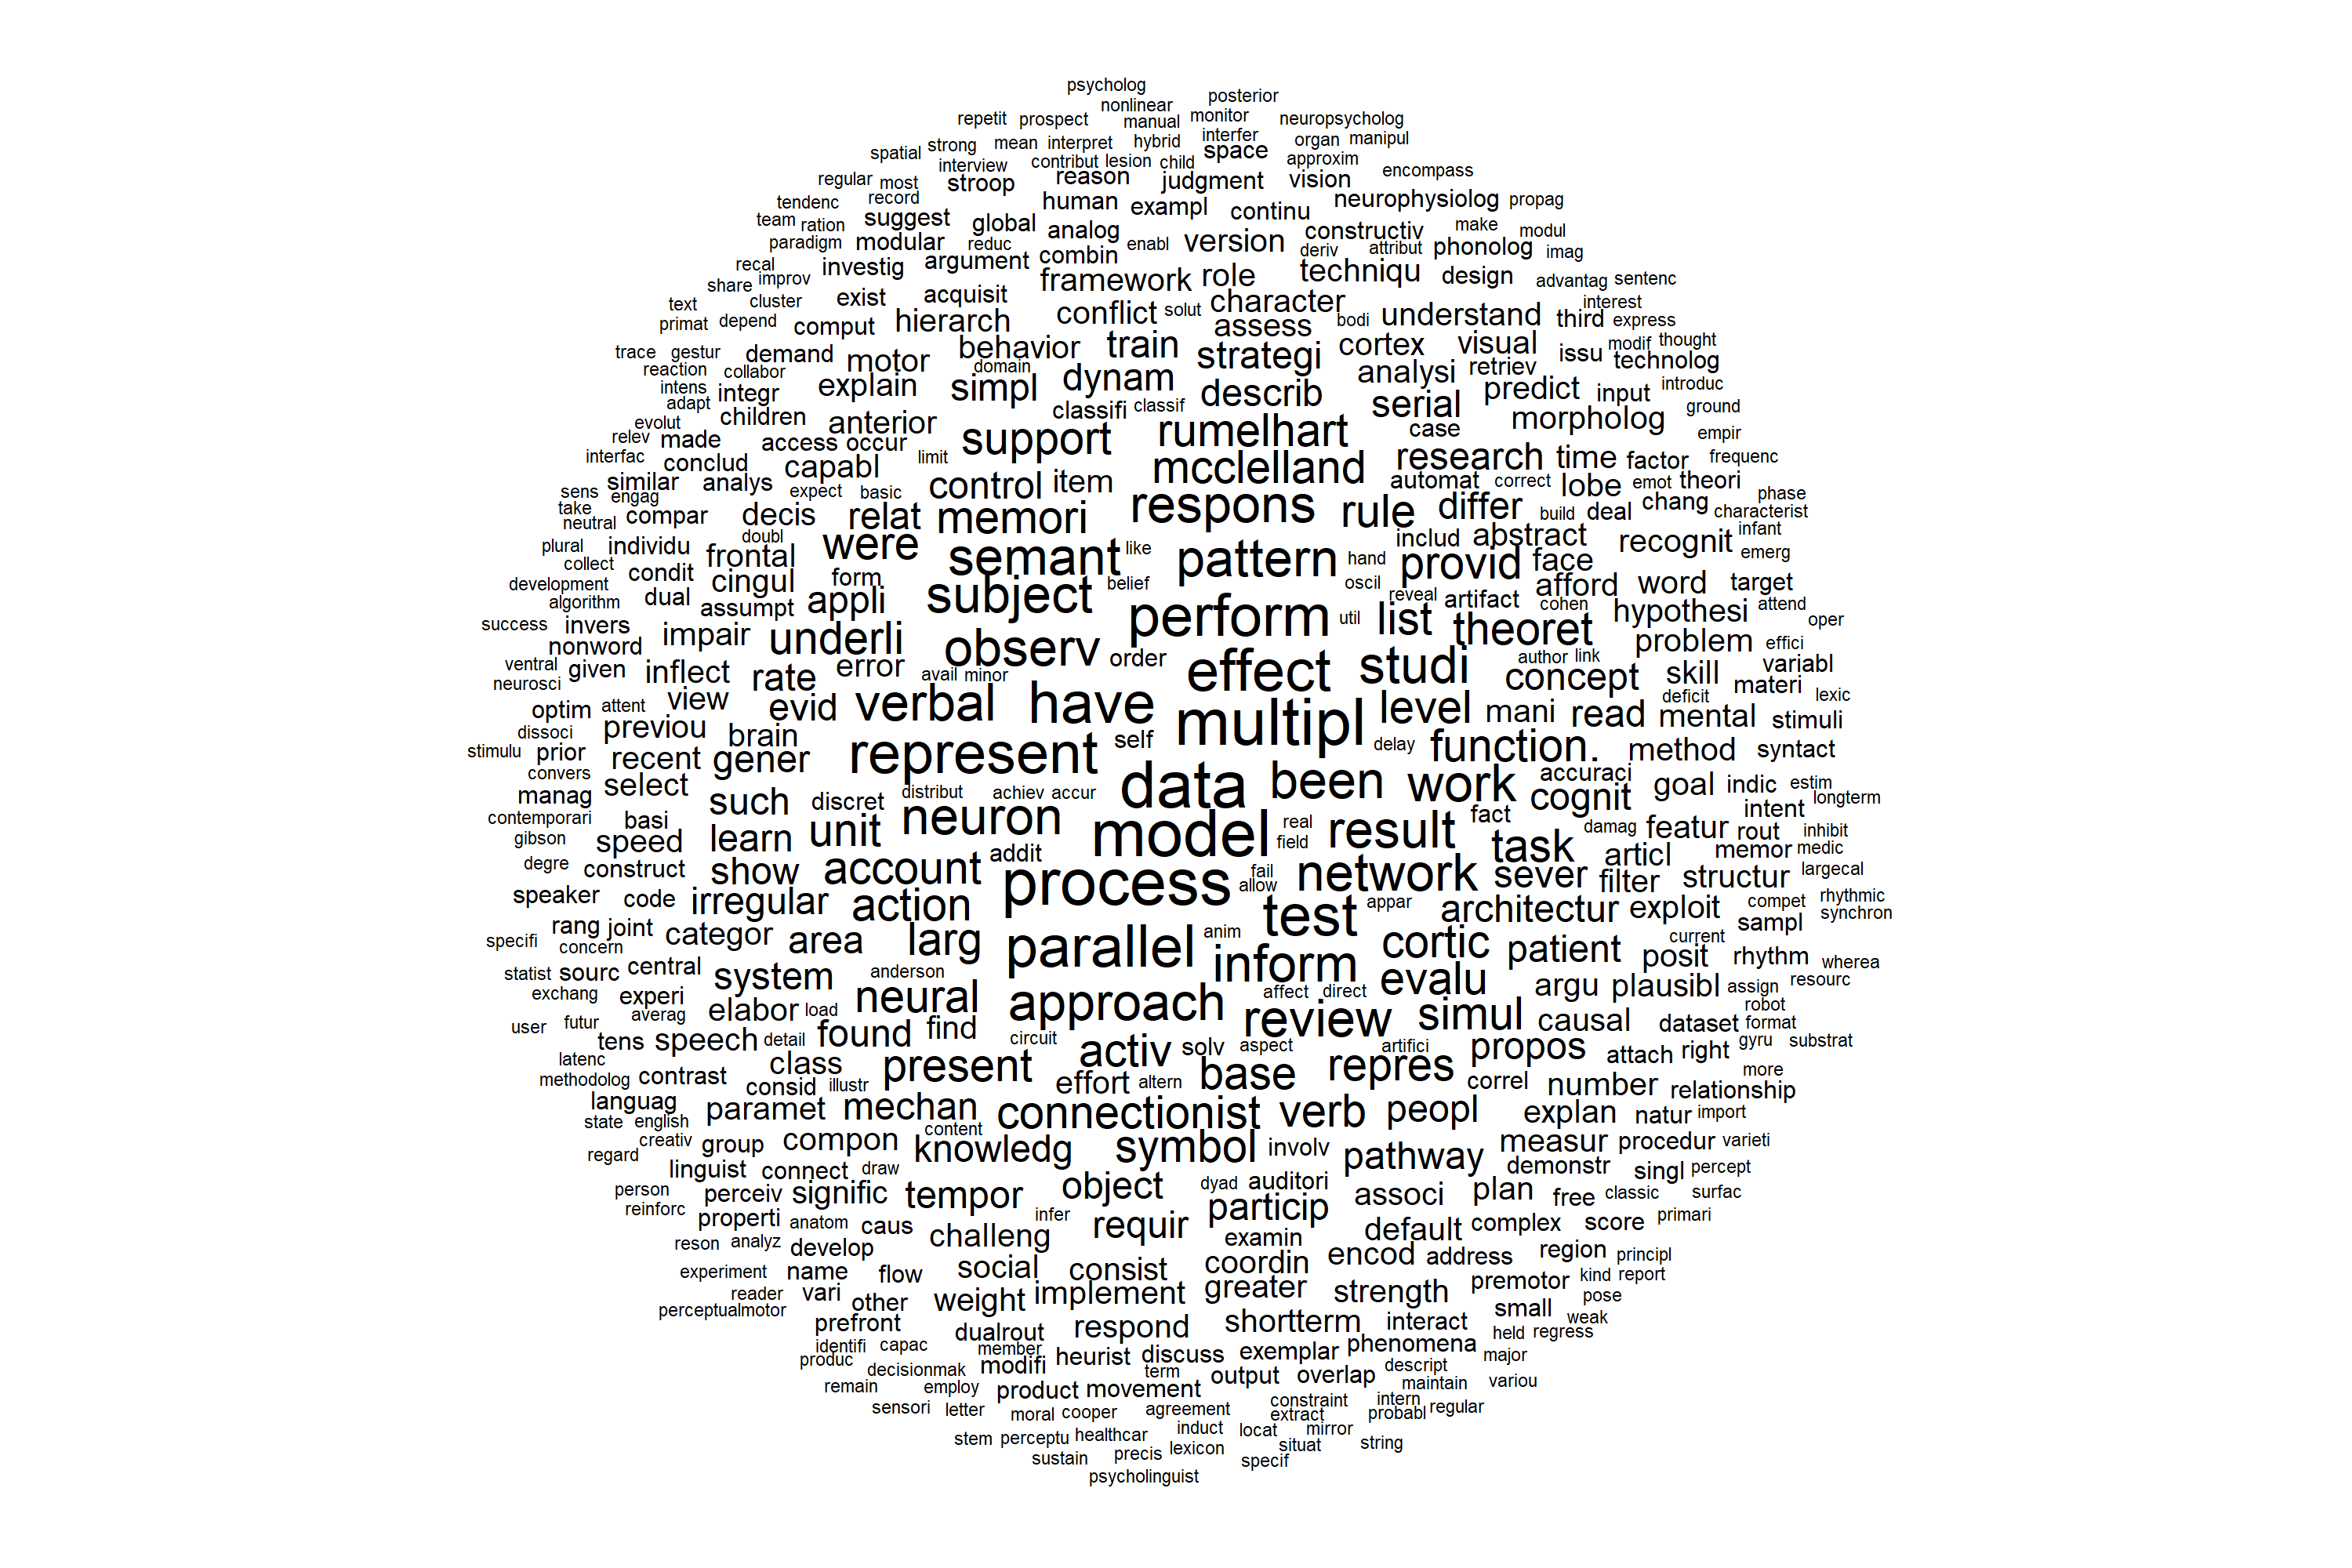 psycholog
nonlinear posterior
repetit prospect manual monitor neuropsycholog
spatial strong mean interpret hybrid interfer organ manipul
interview contribut lesion child space approxim encompass
regular most stroop reason judgment vision
tendenc record human exampl continu neurophysiolog propag
team ration suggest global analog constructiv make modul
paradigm modular reduc combin enabl version deriv attribut phonolog imag
recal investig argument framework role techniqu design advantag sentenc
share improv
text cluster exist acquisit character interest
primat depend comput hierarch conflict solut assess bodi understand third express
trace gestur demand motor behavior train strategi cortex visual issu modif thought
reaction collabor domain analysi retriev technolog
intens integr explain simpl dynam describ predict input introduc
adapt children anterior classifi classif serial morpholog ground
evolut
relev made access occur support rumelhart case empir
interfac conclud capabl limit mcclelland research time factor frequenc
similar analys expect basic control item automat correct lobe emot theori
sens engag take phase
neutral compar decis relat memori respons rule differ build deal chang characterist
plural individu doubl frontal were semant like pattern includ abstract recognit infant
collect condit cingul form hand provid face emerg
development algorithm dual assumpt appli subject belief oscil reveal artifact afford cohen word target
success invers nonword impair underli perform util list theoret hypothesi attend oper
ventral given inflect rate error observ order effect studi author link problem effici
neurosci avail minor concept skill variabl
optim attent view evid verbal have level mani read deficit materi lexic
dissoci previou brain multipl mental stimuli
stimulu prior recent gener represent self delay function. method syntact
convers select data been work accuraci goal indic estim
manag such discret distribut achiev accur cognit intent longterm
contemporari basi neuron model real result fact
gibson speed learn unit field task damag featur rout inhibit
degre construct show account addit process fail network sever articl memor medic
speaker code irregular action allow filter structur largecal
rang joint test appar architectur exploit compet rhythmic
specifi concern categor area larg parallel anim cortic patient current sampl synchron
statist sourc central system anderson inform evalu posit rhythm wherea
exchang experi elabor load neural approach affect direct argu plausibl assign resourc
user futur averag review simul causal dataset robot format
tens speech detail found find circuit
latenc class activ solv aspect artifici propos attach right gyru substrat
methodolog contrast consid illustr present effort altern base repres correl number relationship more
languag paramet mechan connectionist verb peopl explan natur import
state english
creativ group compon content knowledg symbol involv pathway measur procedur varieti
regard linguist connect draw demonstr singl percept
person perceiv signific tempor object dyad auditori associ plan free classic surfac
reinforc properti anatom caus infer requir particip default complex score primari
reson analyz develop challeng examin
experiment name flow social consist coordin encod address region principl
reader vari other weight implement greater strength premotor kind report
perceptualmotor prefront pose
identifi capac dualrout respond shortterm interact small weak
produc member held regress
decisionmak modifi heurist discuss exemplar phenomena major
remain employ product movement term output overlap descript maintain variou
sensori letter moral cooper agreement constraint extract intern probabl regular
stem perceptu healthcar induct locat mirror
sustain precis lexicon situat string
specif
psycholinguist